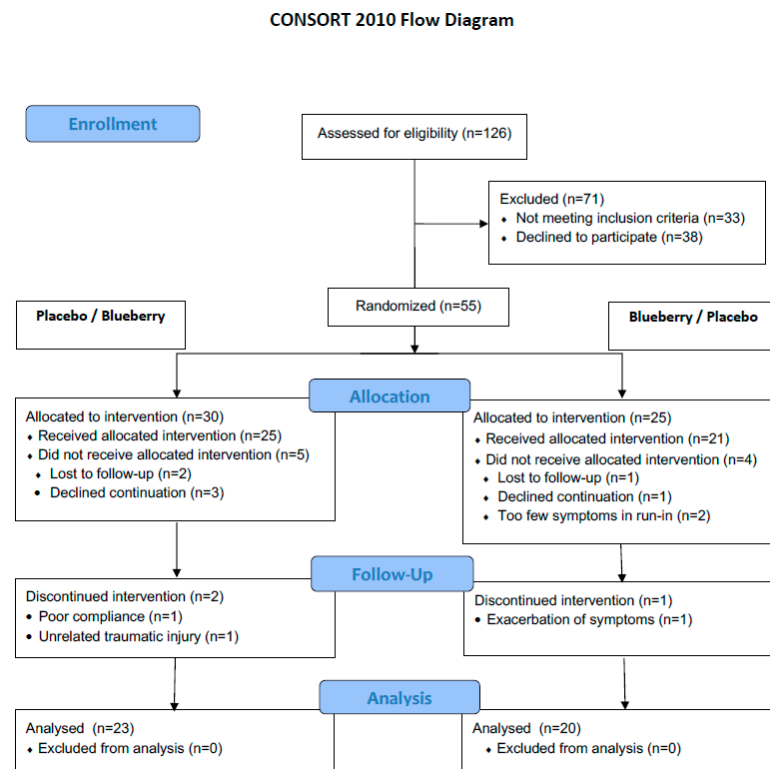 CONSORT 2010 Flow Diagram
Enrollment
Assessed for eligibility (n=126)
Excluded (n=71)
⬧ Not meeting inclusion criteria (n=33)
⬧ Declined to participate (n=38)
Randomized (n=55)
Placebo / Blueberry
Blueberry / Placebo
Allocation
Allocated to intervention (n=30)
⬧ Received allocated intervention (n=25)
⬧ Did not receive allocated intervention (n=5)
⬧ Lost to follow-up (n=2)
• Declined continuation (n=3)
Allocated to intervention (n=25)
⬧ Received allocated intervention (n=21)
⬧ Did not receive allocated intervention (n=4)
⬧ Lost to follow-up (n=1)
⬧ Declined continuation (n=1)
⬧ Too few symptoms in run-in (n=2)
Follow-Up
Discontinued intervention (n=2)
• Poor compliance (n=1)
• Unrelated traumatic injury (n=1)
Discontinued intervention (n=1)
• Exacerbation of symptoms (n=1)
Analysis
Analysed (n=23)
⬧ Excluded from analysis (n=0)
Analysed (n=20)
⬧ Excluded from analysis (n=0)